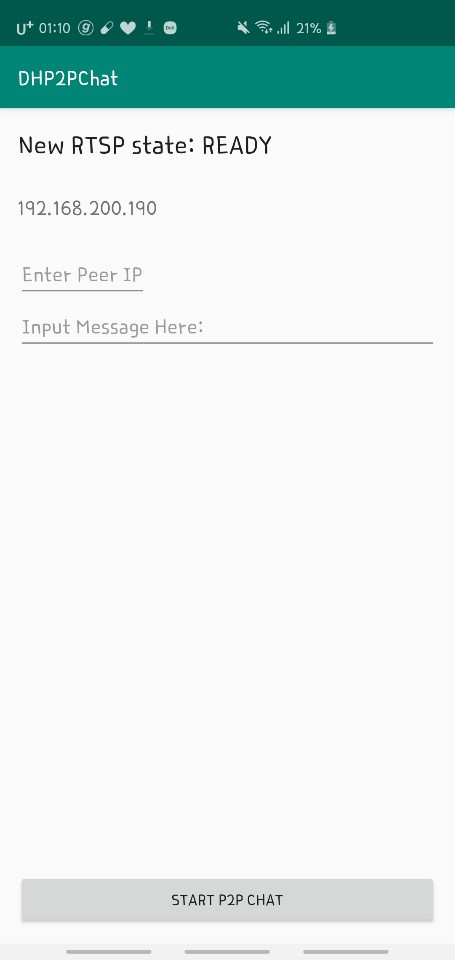 U+ 01:10 21%
DHP2PChat
New RTSP state: READY
192.168.200.190
Enter Peer IP
Input Message Here:
START P2P CHAT